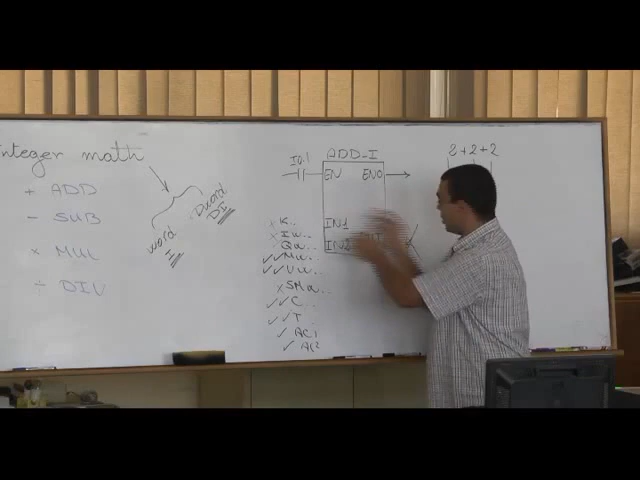 Integer math
+ ADD
- SUB
× MUL
÷ DIV
word
Dword
DI
I0.1
ADD-I
EN ENO
IN1
IN2
K..
Iw..
Qw..
Mw..
Vw..
SMw..
C..
T..
AC1
AC2
2+2+2